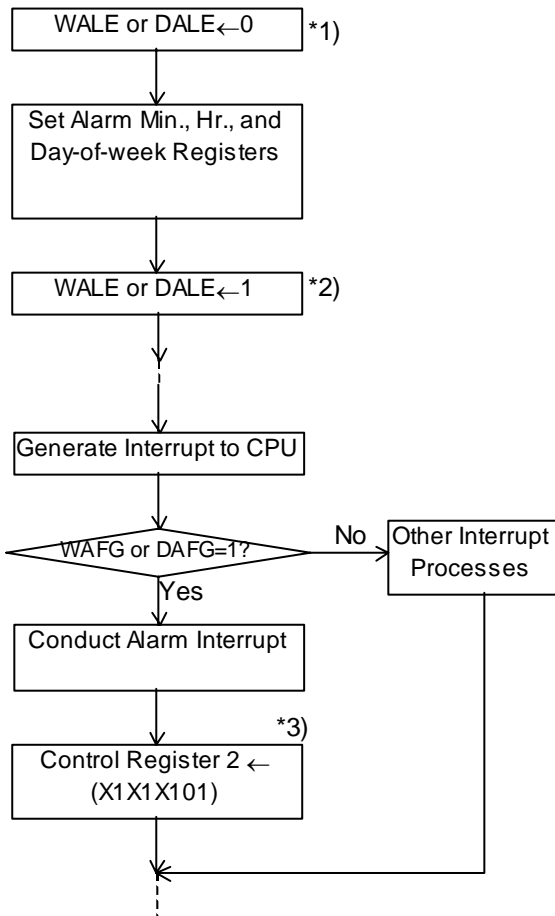 WALE or DALE←0
*1)
Set Alarm Min., Hr., and
Day-of-week Registers
WALE or DALE←1
*2)
Generate Interrupt to CPU
WAFG or DAFG=1?
No
Other Interrupt
Processes
Yes
Conduct Alarm Interrupt
*3)
Control Register 2 ←
(X1X1X101)